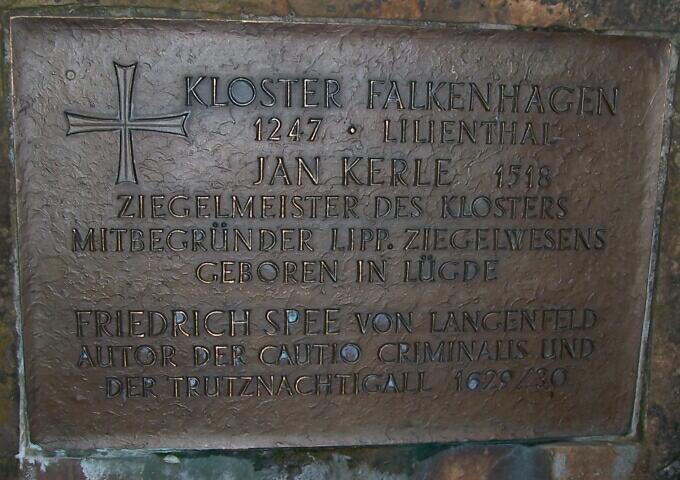 KLOSTER FALKENHAGEN
1247 · LILIENTHAL
JAN KERLE 1518
ZIEGELMEISTER DES KLOSTERS
MITBEGRÜNDER LIPP. ZIEGELWESENS
GEBOREN IN LÜGDE
FRIEDRICH SPEE VON LANGENFELD
AUTOR DER CAUTIO CRIMINALIS UND
DER TRUTZNACHTIGALL 1629/30